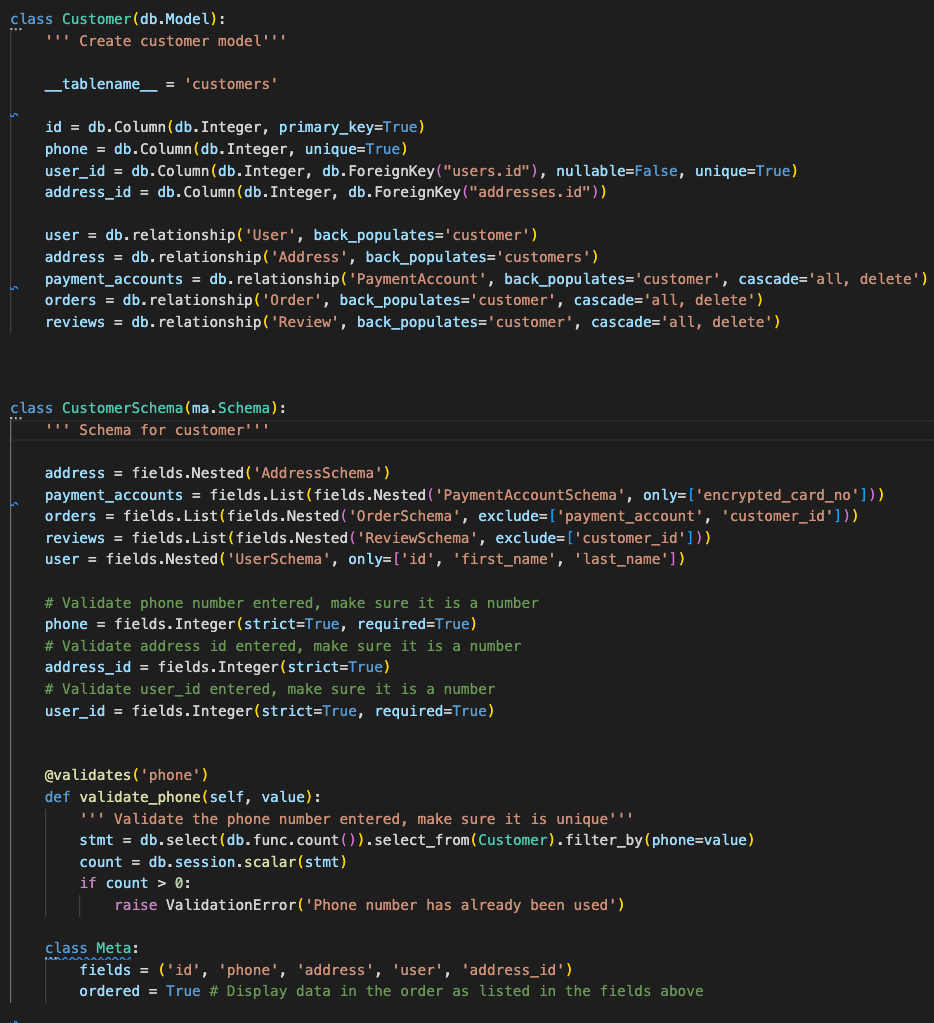 class Customer(db.Model):
    ''' Create customer model'''
    __tablename__ = 'customers'
    id = db.Column(db.Integer, primary_key=True)
    phone = db.Column(db.Integer, unique=True)
    user_id = db.Column(db.Integer, db.ForeignKey("users.id"), nullable=False, unique=True)
    address_id = db.Column(db.Integer, db.ForeignKey("addresses.id"))
    user = db.relationship('User', back_populates='customer')
    address = db.relationship('Address', back_populates='customers')
    payment_accounts = db.relationship('PaymentAccount', back_populates='customer', cascade='all, delete')
    orders = db.relationship('Order', back_populates='customer', cascade='all, delete')
    reviews = db.relationship('Review', back_populates='customer', cascade='all, delete')
class CustomerSchema(ma.Schema):
    ''' Schema for customer'''
    address = fields.Nested('AddressSchema')
    payment_accounts = fields.List(fields.Nested('PaymentAccountSchema', only=['encrypted_card_no']))
    orders = fields.List(fields.Nested('OrderSchema', exclude=['payment_account', 'customer_id']))
    reviews = fields.List(fields.Nested('ReviewSchema', exclude=['customer_id']))
    user = fields.Nested('UserSchema', only=['id', 'first_name', 'last_name'])
    # Validate phone number entered, make sure it is a number
    phone = fields.Integer(strict=True, required=True)
    # Validate address id entered, make sure it is a number
    address_id = fields.Integer(strict=True)
    # Validate user_id entered, make sure it is a number
    user_id = fields.Integer(strict=True, required=True)
    @validates('phone')
    def validate_phone(self, value):
        ''' Validate the phone number entered, make sure it is unique'''
        stmt = db.select(db.func.count()).select_from(Customer).filter_by(phone=value)
        count = db.session.scalar(stmt)
        if count > 0:
            raise ValidationError('Phone number has already been used')
    class Meta:
        fields = ('id', 'phone', 'address', 'user', 'address_id')
        ordered = True # Display data in the order as listed in the fields above